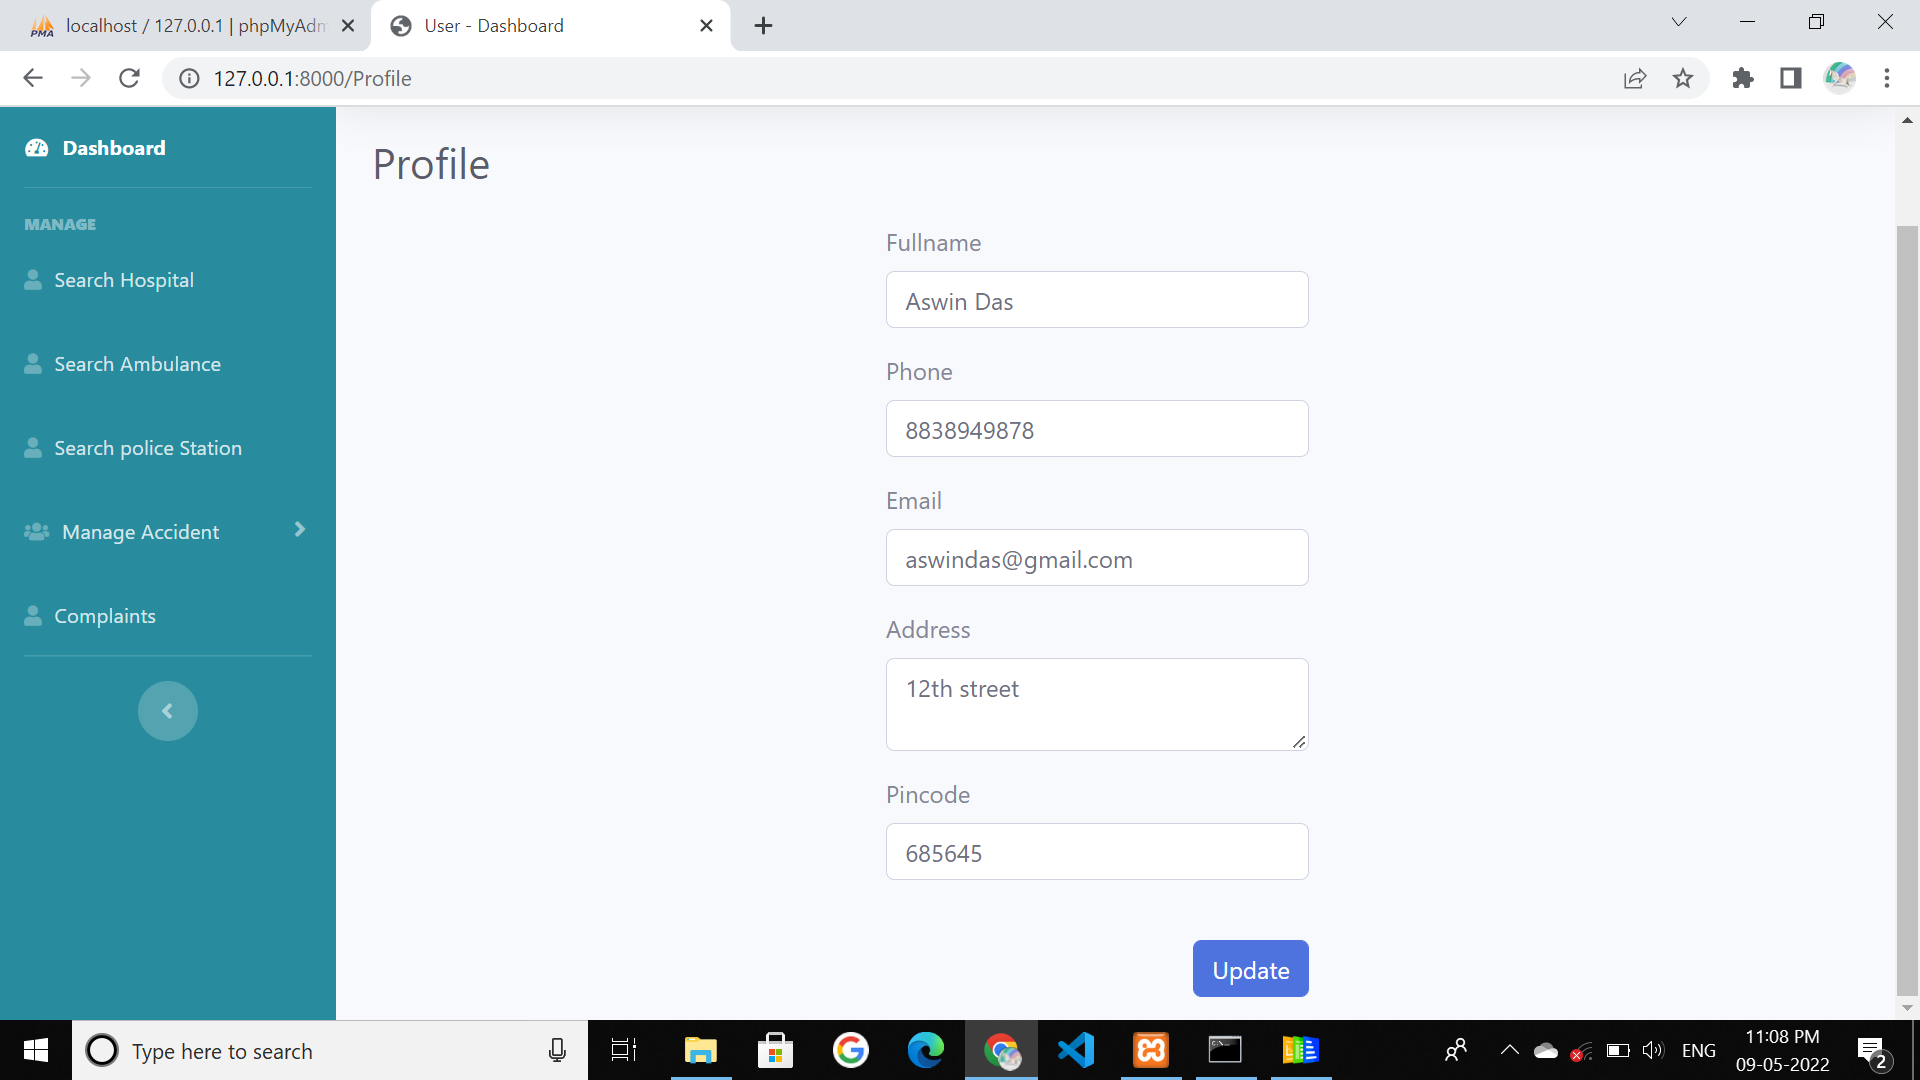 localhost / 127.0.0.1 | phpMyAdm
User - Dashboard
127.0.0.1:8000/Profile
Dashboard
MANAGE
Search Hospital
Search Ambulance
Search police Station
Manage Accident
Complaints
Profile
Fullname
Aswin Das
Phone
8838949878
Email
aswindas@gmail.com
Address
12th street
Pincode
685645
Update
Type here to search
ENG
11:08 PM
09-05-2022
2